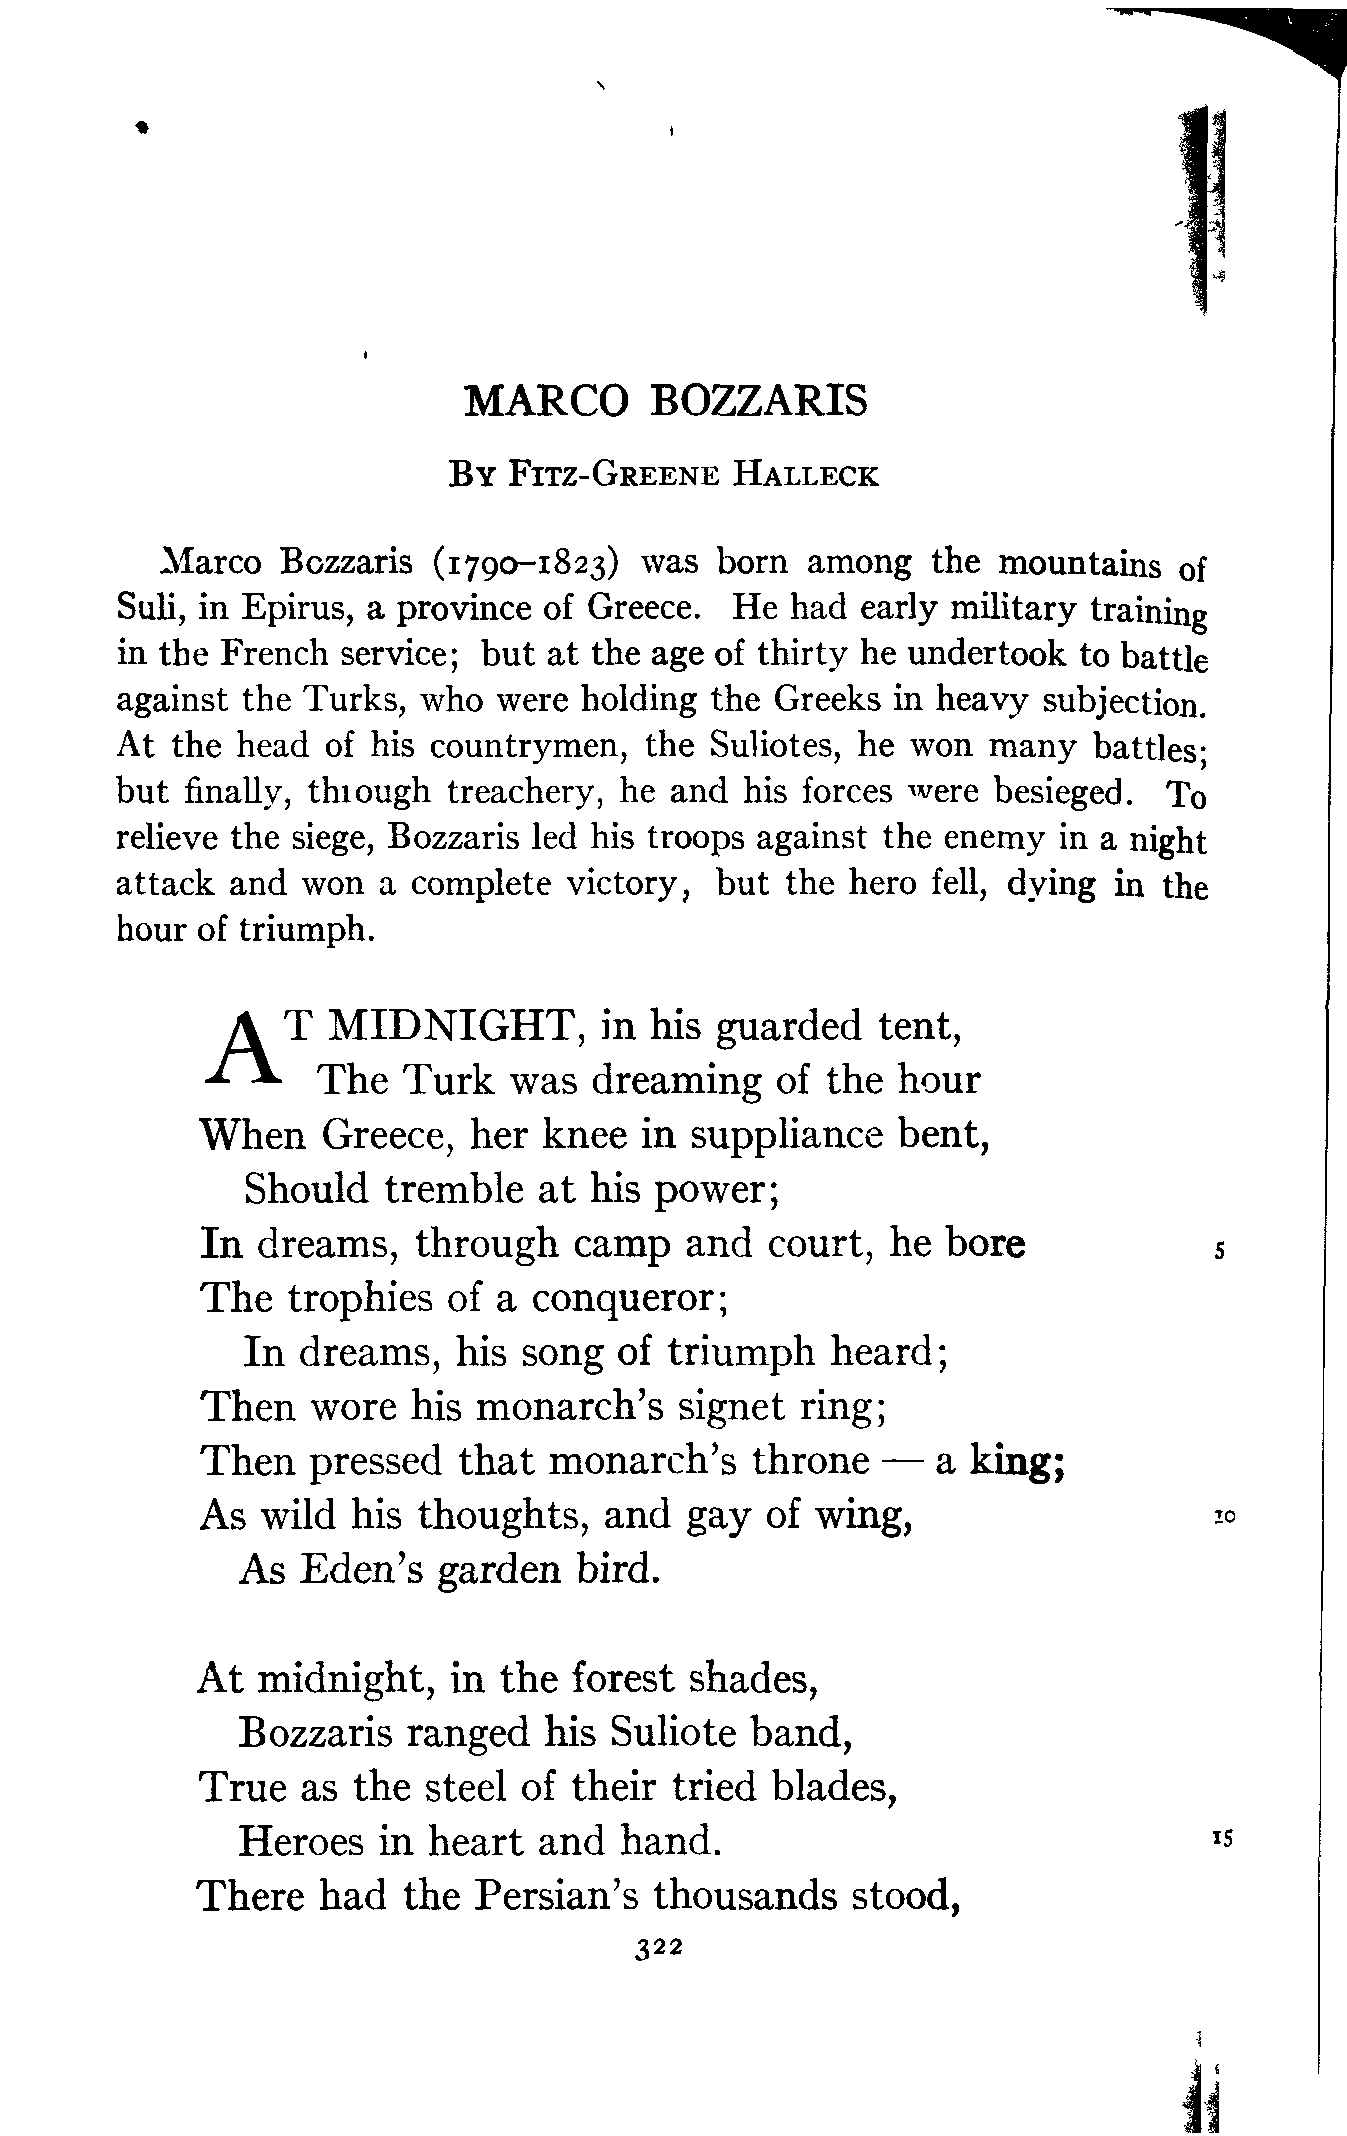 MARCO BOZZARIS
By Fitz-Greene Halleck
Marco Bozzaris (1790–1823) was born among the mountains of
Suli, in Epirus, a province of Greece. He had early military training
in the French service; but at the age of thirty he undertook to battle
against the Turks, who were holding the Greeks in heavy subjection.
At the head of his countrymen, the Suliotes, he won many battles;
but finally, through treachery, he and his forces were besieged. To
relieve the siege, Bozzaris led his troops against the enemy in a night
attack and won a complete victory, but the hero fell, dying in the
hour of triumph.
AT MIDNIGHT, in his guarded tent,
The Turk was dreaming of the hour
When Greece, her knee in suppliance bent,
Should tremble at his power;
In dreams, through camp and court, he bore 5
The trophies of a conqueror;
In dreams, his song of triumph heard;
Then wore his monarch's signet ring;
Then pressed that monarch's throne — a king;
As wild his thoughts, and gay of wing, 10
As Eden's garden bird.
At midnight, in the forest shades,
Bozzaris ranged his Suliote band,
True as the steel of their tried blades,
Heroes in heart and hand. 15
There had the Persian's thousands stood,
322